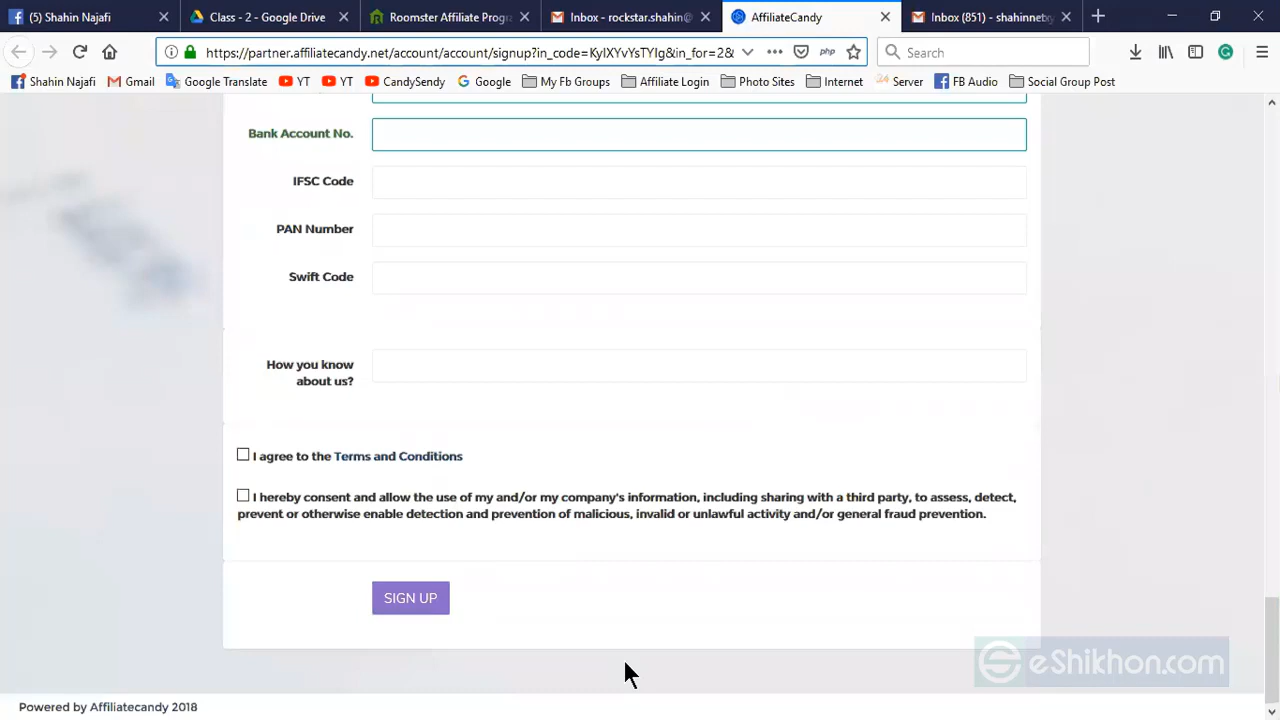 (5) Shahin Najafi
Class - 2 - Google Drive
Roomster Affiliate Progra
Inbox - rockstar.shahin@
AffiliateCandy
Inbox (851) - shahinnetxy
https://partner.affiliatecandy.net/account/account/signup?in_code=KylXYvYsTYIg&in_for=2&
php
Search
Shahin Najafi
Gmail
Google Translate
YT
YT
CandySendy
Google
My Fb Groups
Affiliate Login
Photo Sites
Internet
Server
FB Audio
Social Group Post
Bank Account No.
IFSC Code
PAN Number
Swift Code
How you know
about us?
I agree to the Terms and Conditions
I hereby consent and allow the use of my and/or my company's information, including sharing with a third party, to assess, detect,
prevent or otherwise enable detection and prevention of malicious, invalid or unlawful activity and/or general fraud prevention.
SIGN UP
eShikhon.com
Powered by Affiliatecandy 2018